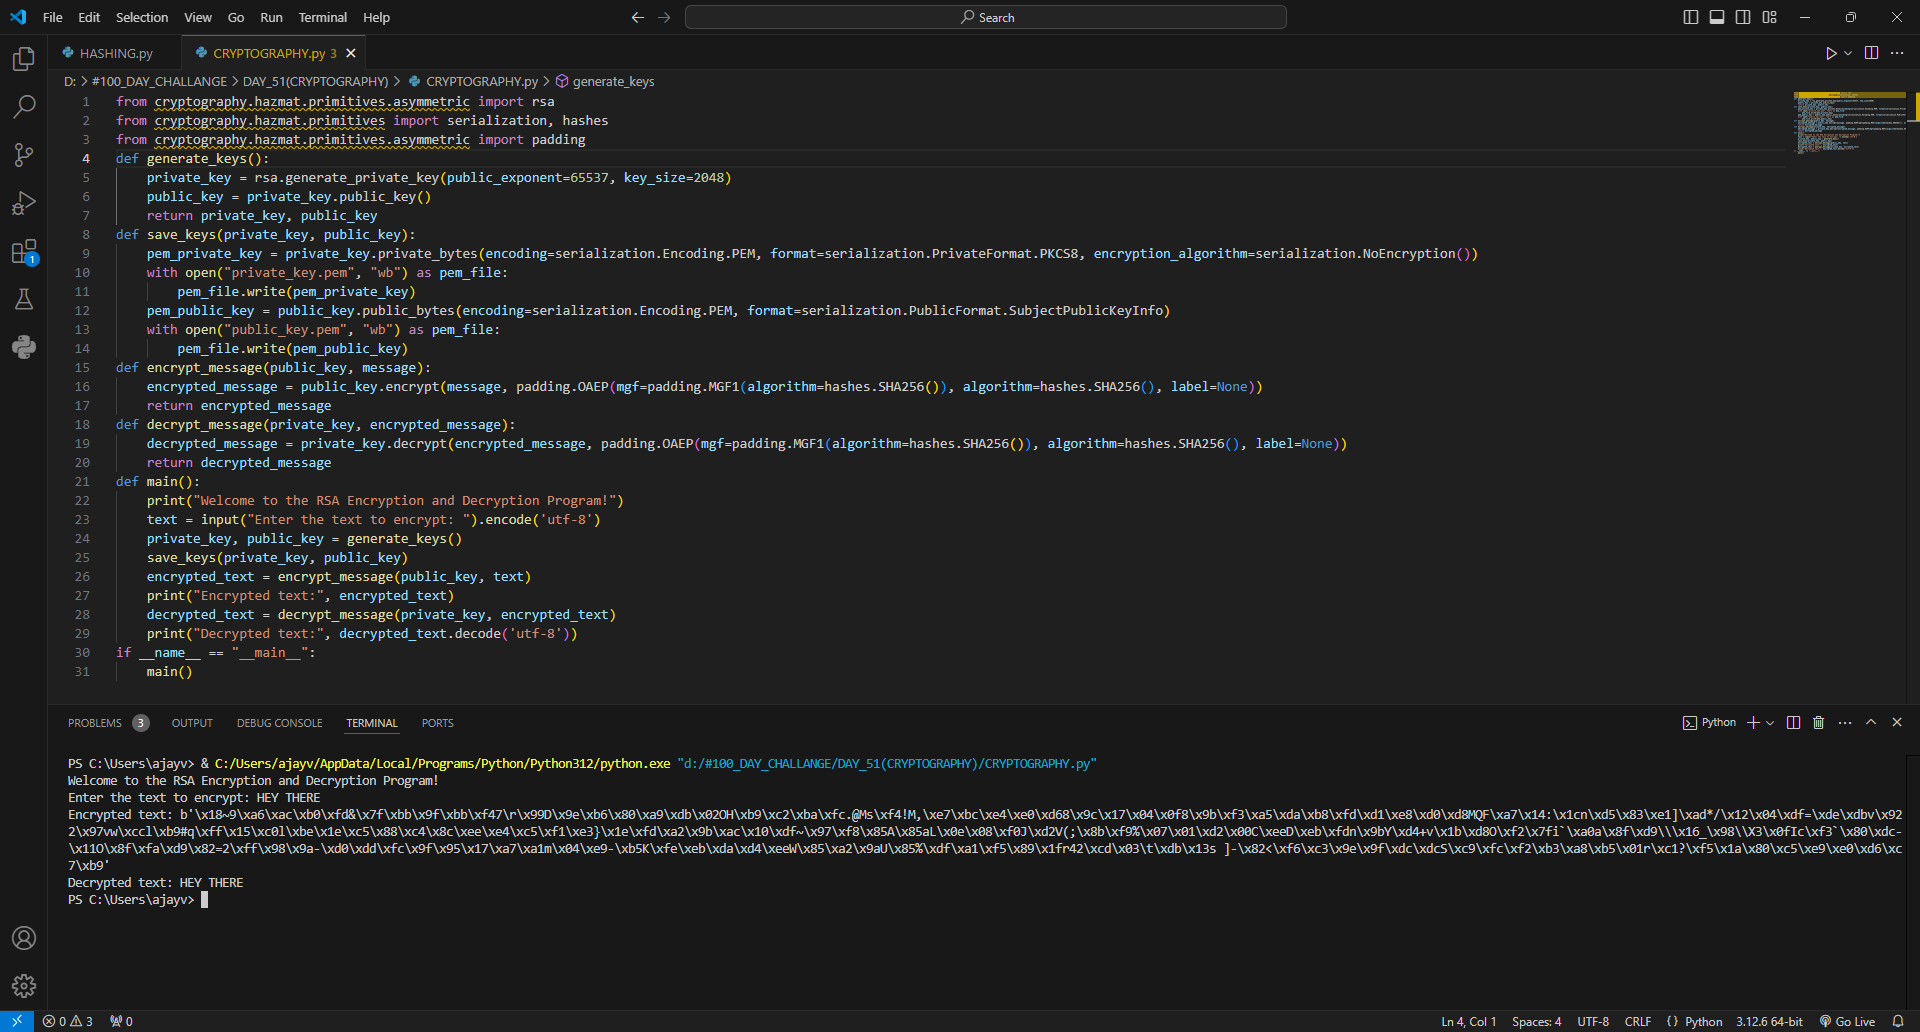 File Edit Selection View Go Run Terminal Help
Search
HASHING.py
CRYPTOGRAPHY.py 3
D: > #100_DAY_CHALLANGE > DAY_51(CRYPTOGRAPHY) > CRYPTOGRAPHY.py > generate_keys
1 from cryptography.hazmat.primitives.asymmetric import rsa
2 from cryptography.hazmat.primitives import serialization, hashes
3 from cryptography.hazmat.primitives.asymmetric import padding
4 def generate_keys():
5     private_key = rsa.generate_private_key(public_exponent=65537, key_size=2048)
6     public_key = private_key.public_key()
7     return private_key, public_key
8 def save_keys(private_key, public_key):
9     pem_private_key = private_key.private_bytes(encoding=serialization.Encoding.PEM, format=serialization.PrivateFormat.PKCS8, encryption_algorithm=serialization.NoEncryption())
10     with open("private_key.pem", "wb") as pem_file:
11         pem_file.write(pem_private_key)
12     pem_public_key = public_key.public_bytes(encoding=serialization.Encoding.PEM, format=serialization.PublicFormat.SubjectPublicKeyInfo)
13     with open("public_key.pem", "wb") as pem_file:
14         pem_file.write(pem_public_key)
15 def encrypt_message(public_key, message):
16     encrypted_message = public_key.encrypt(message, padding.OAEP(mgf=padding.MGF1(algorithm=hashes.SHA256()), algorithm=hashes.SHA256(), label=None))
17     return encrypted_message
18 def decrypt_message(private_key, encrypted_message):
19     decrypted_message = private_key.decrypt(encrypted_message, padding.OAEP(mgf=padding.MGF1(algorithm=hashes.SHA256()), algorithm=hashes.SHA256(), label=None))
20     return decrypted_message
21 def main():
22     print("Welcome to the RSA Encryption and Decryption Program!")
23     text = input("Enter the text to encrypt: ").encode('utf-8')
24     private_key, public_key = generate_keys()
25     save_keys(private_key, public_key)
26     encrypted_text = encrypt_message(public_key, text)
27     print("Encrypted text:", encrypted_text)
28     decrypted_text = decrypt_message(private_key, encrypted_text)
29     print("Decrypted text:", decrypted_text.decode('utf-8'))
30 if __name__ == "__main__":
31     main()
PROBLEMS 3 OUTPUT DEBUG CONSOLE TERMINAL PORTS
Python
PS C:\Users\ajayv> & C:/Users/ajayv/AppData/Local/Programs/Python/Python312/python.exe "d:/#100_DAY_CHALLANGE/DAY_51(CRYPTOGRAPHY)/CRYPTOGRAPHY.py"
Welcome to the RSA Encryption and Decryption Program!
Enter the text to encrypt: HEY THERE
Encrypted text: b'\x18~9\xa6\xac\xb0\xfd&\x7f\xbb\x9f\xbb\xf47\r\x99D\x9e\xb6\x80\xa9\xdb\x02OH\xb9\xc2\xba\xfc.@Ms\xf4!M,\xe7\xbc\xe4\xe0\xd68\x9c\x17\x04\x0f8\x9b\xf3\xa5\xda\xb8\xfd\xd1\xe8\xd0\xd8MQF\xa7\x14:\x1cn\xd5\x83\xe1]\xad*/\x12\x04\xdf=\xde\xdbv\x92
2\x97vw\xccl\xb9#q\xff\x15\xc0l\xbe\x1e\xc5\x88\xc4\x8c\xee\xe4\xc5\xf1\xe3}\x1e\xfd\xa2\x9b\xac\x10\xdf~\x97\xf8\x85A\x85aL\x0e\x08\xf0J\xd2V(;\x8b\xf9%\x07\x01\xd2\x00C\xeeD\xeb\xfdn\x9bY\xd4+v\x1b\xd8O\xf2\x7fi`\xa0a\x8f\xd9\\\x16_\x98\\X3\x0fIc\xf3`\x80\xdc-
\x11O\x8f\xfa\xd9\x82=2\xff\x98\x9a-\xd0\xdd\xfc\x9f\x95\x17\xa7\xa1m\x04\xe9-\xb5K\xfe\xeb\xda\xd4\xeeW\x85\xa2\x9aU\x85%\xdf\xa1\xf5\x89\x1fr42\xcd\x03\t\xdb\x13s ]-\x82<\xf6\xc3\x9e\x9f\xdc\xdcS\xc9\xfc\xf2\xb3\xa8\xb5\x01r\xc1?\xf5\x1a\x80\xc5\xe9\xe0\xd6\xc
7\xb9'
Decrypted text: HEY THERE
PS C:\Users\ajayv>
0 3 0
Ln 4, Col 1 Spaces: 4 UTF-8 CRLF {} Python 3.12.6 64-bit Go Live